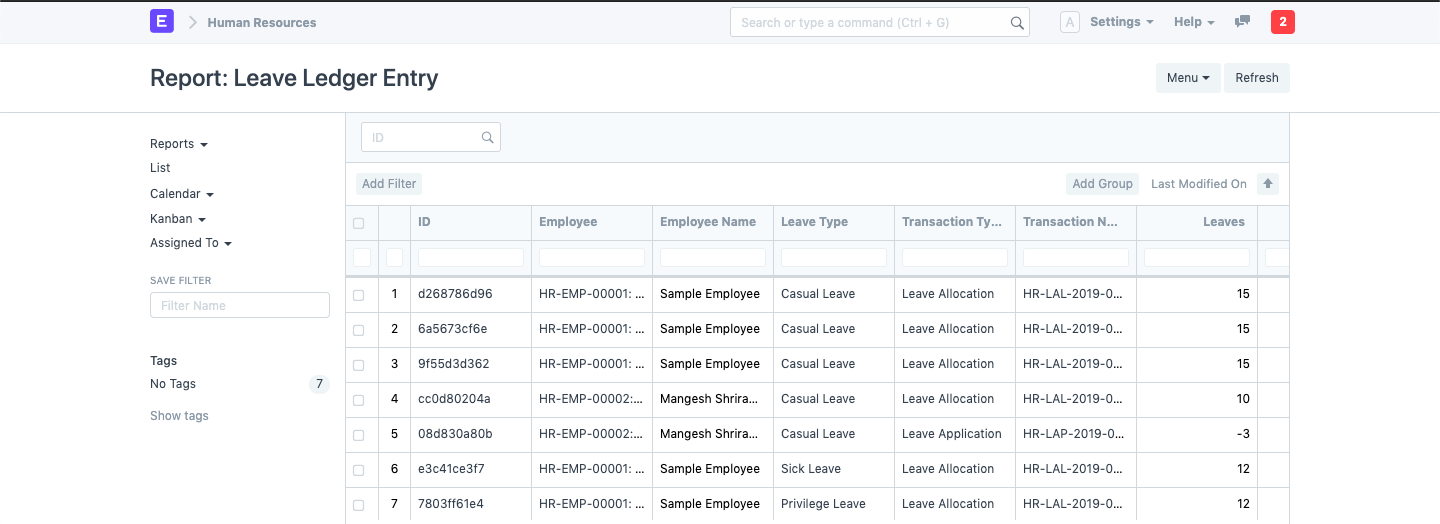 E Human Resources Search or type a command (Ctrl + G) A Settings Help 2
Report: Leave Ledger Entry Menu Refresh
Reports
List
Calendar
Kanban
Assigned To
SAVE FILTER
Filter Name
Tags
No Tags 7
Show tags
ID
Add Filter Add Group Last Modified On
ID Employee Employee Name Leave Type Transaction Ty... Transaction N... Leaves
1 d268786d96 HR-EMP-00001: ... Sample Employee Casual Leave Leave Allocation HR-LAL-2019-0... 15
2 6a5673cf6e HR-EMP-00001: ... Sample Employee Casual Leave Leave Allocation HR-LAL-2019-0... 15
3 9f55d3d362 HR-EMP-00001: ... Sample Employee Casual Leave Leave Allocation HR-LAL-2019-0... 15
4 cc0d80204a HR-EMP-00002:... Mangesh Shrira... Casual Leave Leave Allocation HR-LAL-2019-0... 10
5 08d830a80b HR-EMP-00002:... Mangesh Shrira... Casual Leave Leave Application HR-LAP-2019-0... -3
6 e3c41ce3f7 HR-EMP-00001: ... Sample Employee Sick Leave Leave Allocation HR-LAL-2019-0... 12
7 7803ff61e4 HR-EMP-00001: ... Sample Employee Privilege Leave Leave Allocation HR-LAL-2019-0... 12